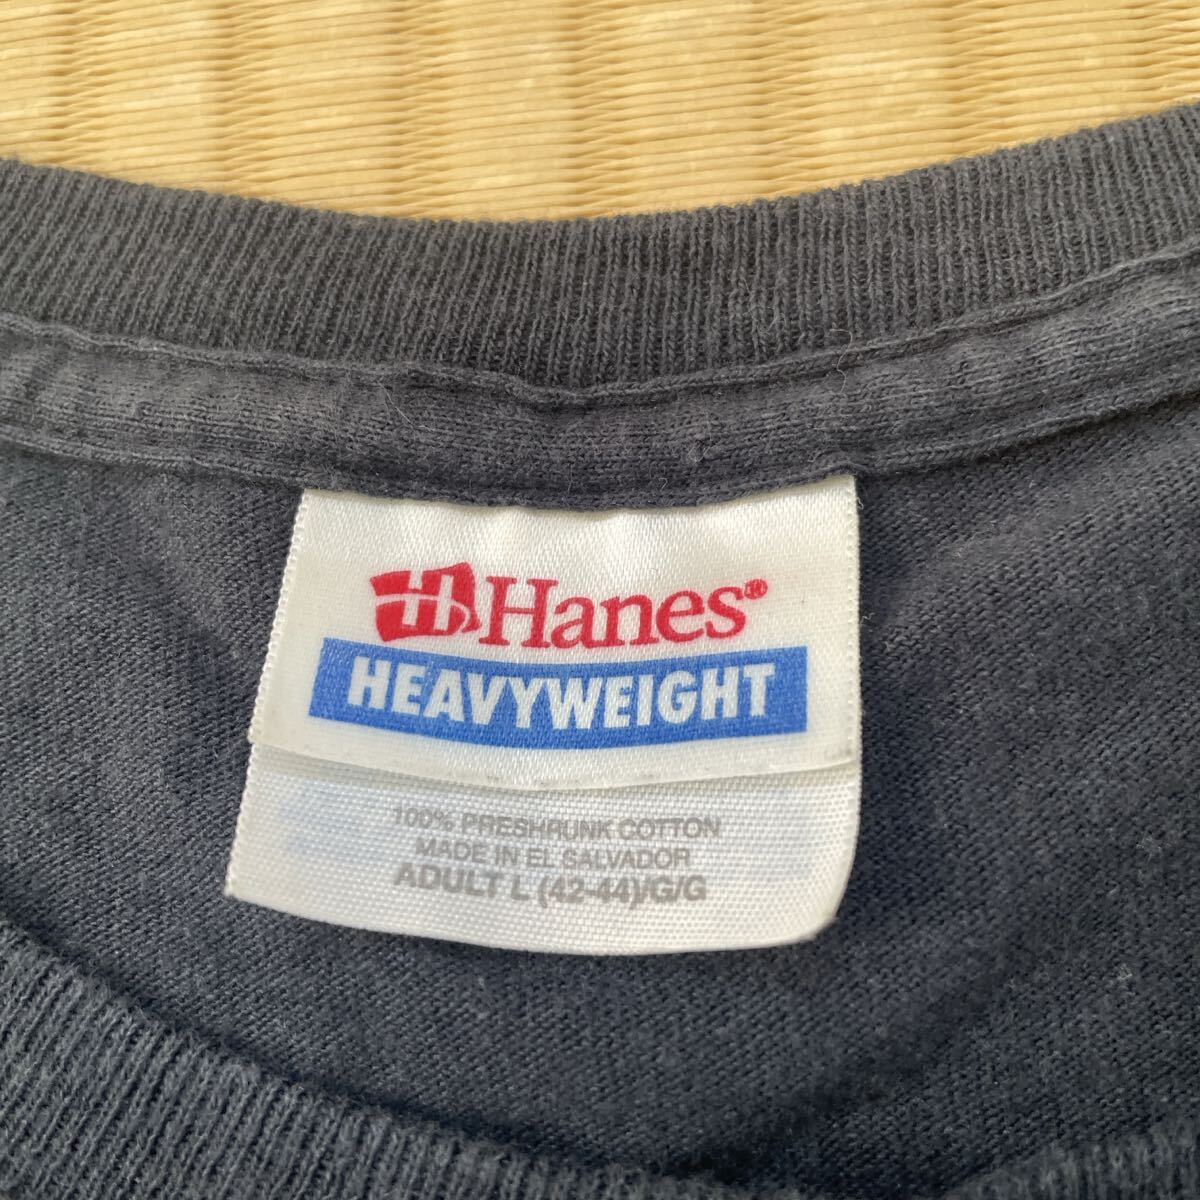 H Hanes®
HEAVYWEIGHT
100% PRESHRUNK COTTON
MADE IN EL SALVADOR
ADULT L (42-44)/G/G